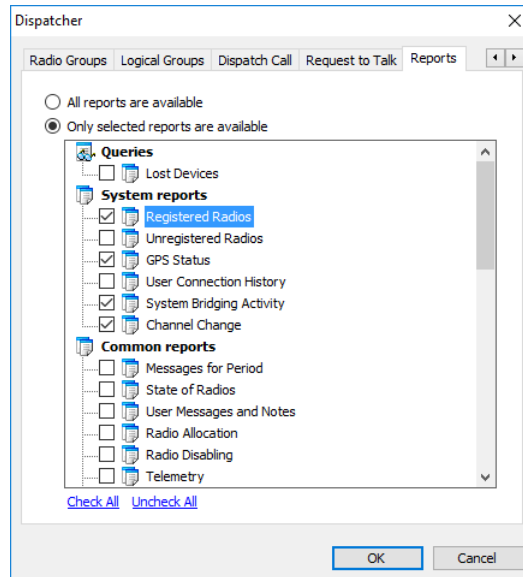 Dispatcher
Radio Groups Logical Groups Dispatch Call Request to Talk Reports
All reports are available
Only selected reports are available
Queries
Lost Devices
System reports
Registered Radios
Unregistered Radios
GPS Status
User Connection History
System Bridging Activity
Channel Change
Common reports
Messages for Period
State of Radios
User Messages and Notes
Radio Allocation
Radio Disabling
Telemetry
Check All Uncheck All
OK Cancel